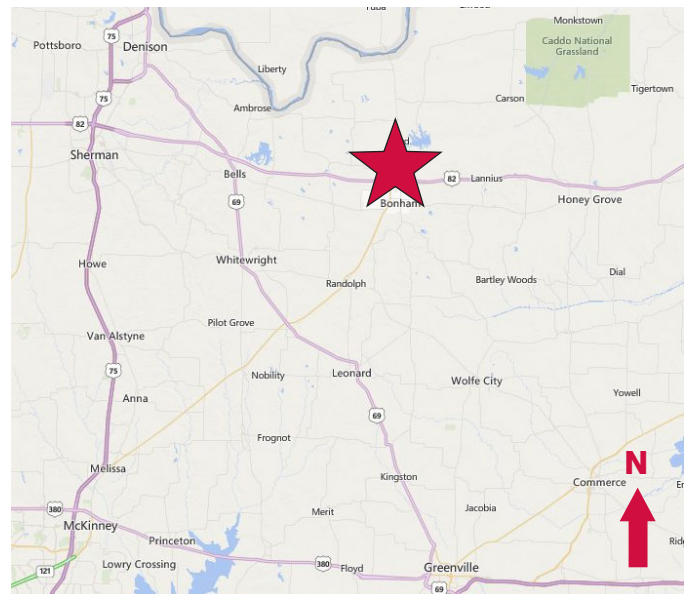 Monkstown
75
Pottsboro
Denison
Caddo National
Grassland
Liberty
Tigertown
75
Carson
Ambrose
82
Sherman
Bells
82
Lannius
69
Bonham
Honey Grove
Howe
Whitewright
Dial
Bartley Woods
Randolph
Pilot Grove
Van Alstyne
75
Nobility
Leonard
Wolfe City
Yowell
Anna
69
Frognot
N
Melissa
Kingston
Commerce
380
Merit
Jacobia
McKinney
Princeton
121
Lowry Crossing
380
Floyd
Greenville
69